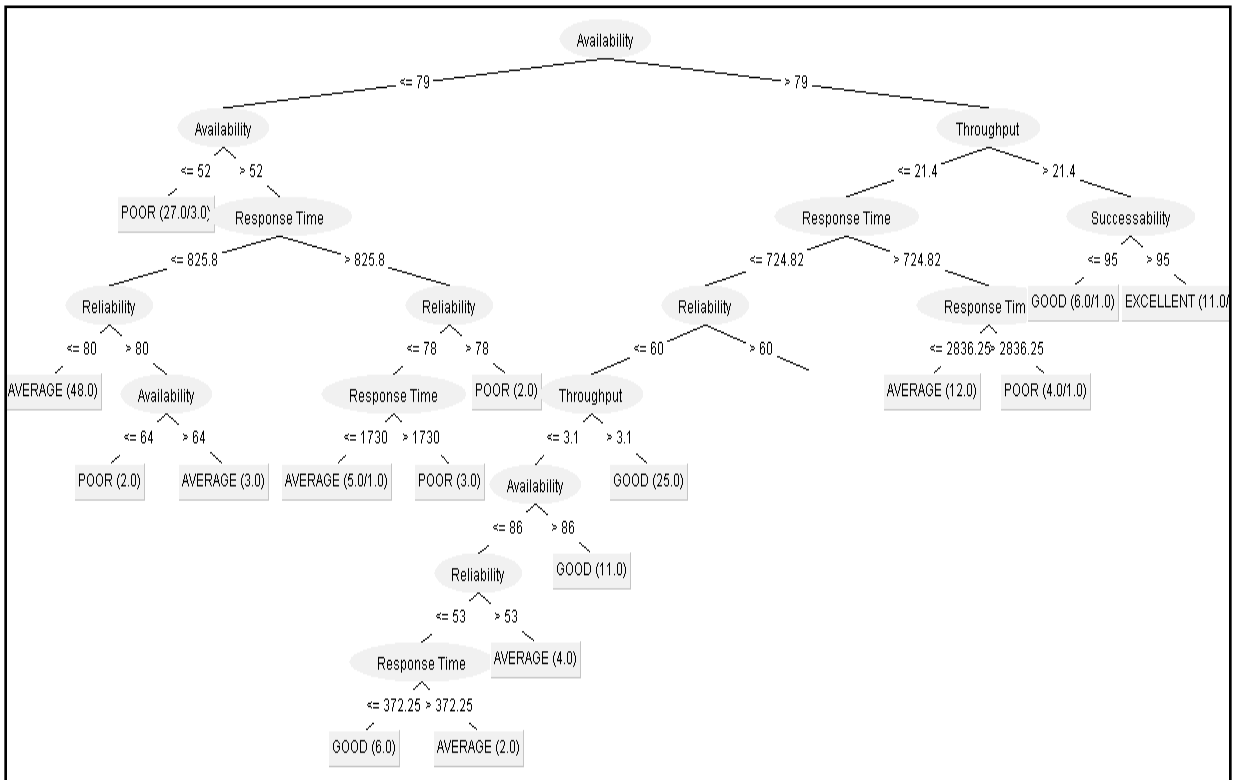 Availability
<= 79
> 79
Availability
Throughput
<= 52
> 52
<= 21.4
> 21.4
POOR (27.0/3.0)
Response Time
Response Time
Successability
<= 825.8
> 825.8
<= 724.82
> 724.82
<= 95
> 95
Reliability
Reliability
Reliability
Response Tim
GOOD (6.0/1.0)
EXCELLENT (11.0/
<= 80
> 80
<= 78
> 78
<= 60
> 60
<= 2836.25
> 2836.25
AVERAGE (48.0)
Availability
Response Time
POOR (2.0)
Throughput
AVERAGE (12.0)
POOR (4.0/1.0)
<= 64
> 64
<= 1730
> 1730
<= 3.1
> 3.1
POOR (2.0)
AVERAGE (3.0)
AVERAGE (5.0/1.0)
POOR (3.0)
Availability
GOOD (25.0)
<= 86
> 86
Reliability
GOOD (11.0)
<= 53
> 53
Response Time
AVERAGE (4.0)
<= 372.25
> 372.25
GOOD (6.0)
AVERAGE (2.0)